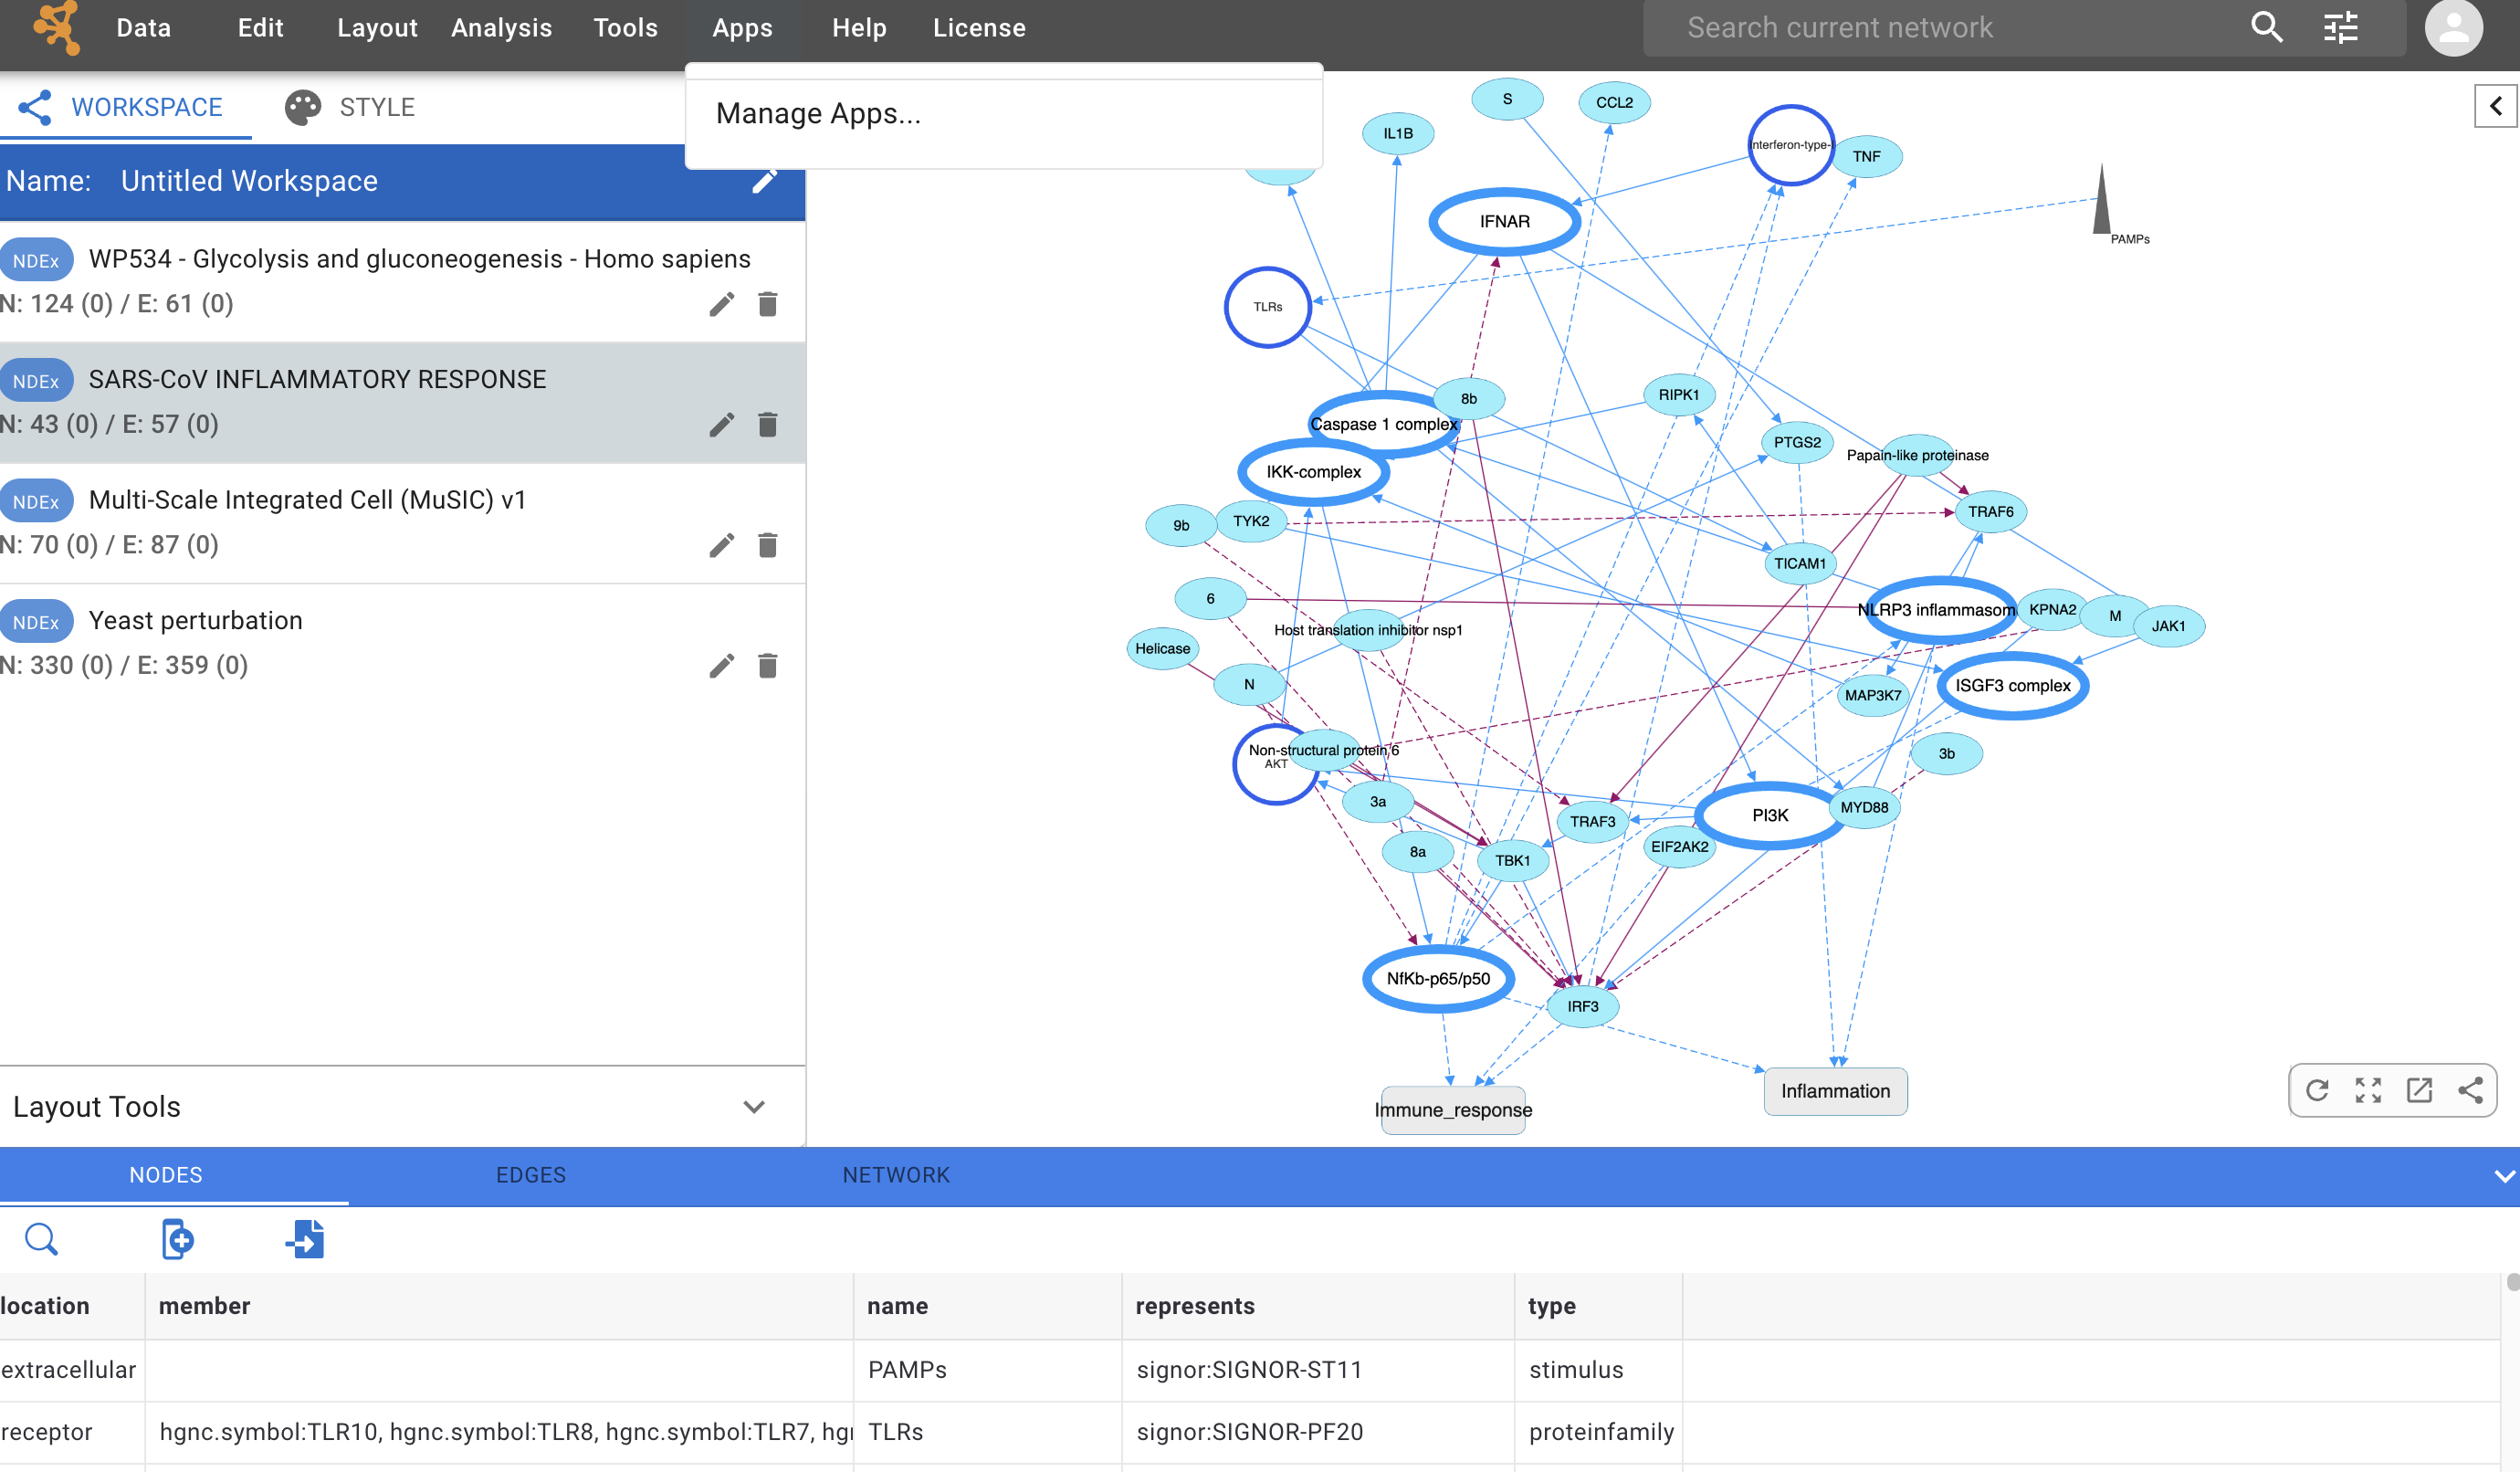 Data Edit Layout Analysis Tools Apps Help License Search current network
WORKSPACE STYLE
Manage Apps...
Name: Untitled Workspace
NDEx WP534 - Glycolysis and gluconeogenesis - Homo sapiens
N: 124 (0) / E: 61 (0)
NDEx SARS-CoV INFLAMMATORY RESPONSE
N: 43 (0) / E: 57 (0)
NDEx Multi-Scale Integrated Cell (MuSIC) v1
N: 70 (0) / E: 87 (0)
NDEx Yeast perturbation
N: 330 (0) / E: 359 (0)
Layout Tools
S
CCL2
IL1B
Interferon-type-
TNF
IFNAR
PAMPs
TLRs
8b
RIPK1
Caspase 1 complex
PTGS2
Papain-like proteinase
IKK-complex
9b
TYK2
TRAF6
TICAM1
6
NLRP3 inflammasom
KPNA2
M
JAK1
Host translation inhibitor nsp1
Helicase
N
MAP3K7
ISGF3 complex
Non-structural protein 6
AKT
3b
3a
TRAF3
PI3K
MYD88
8a
TBK1
EIF2AK2
NfKb-p65/p50
IRF3
Immune_response
Inflammation
NODES EDGES NETWORK
location member name represents type
extracellular PAMPs signor:SIGNOR-ST11 stimulus
receptor hgnc.symbol:TLR10, hgnc.symbol:TLR8, hgnc.symbol:TLR7, TLRs signor:SIGNOR-PF20 proteinfamily